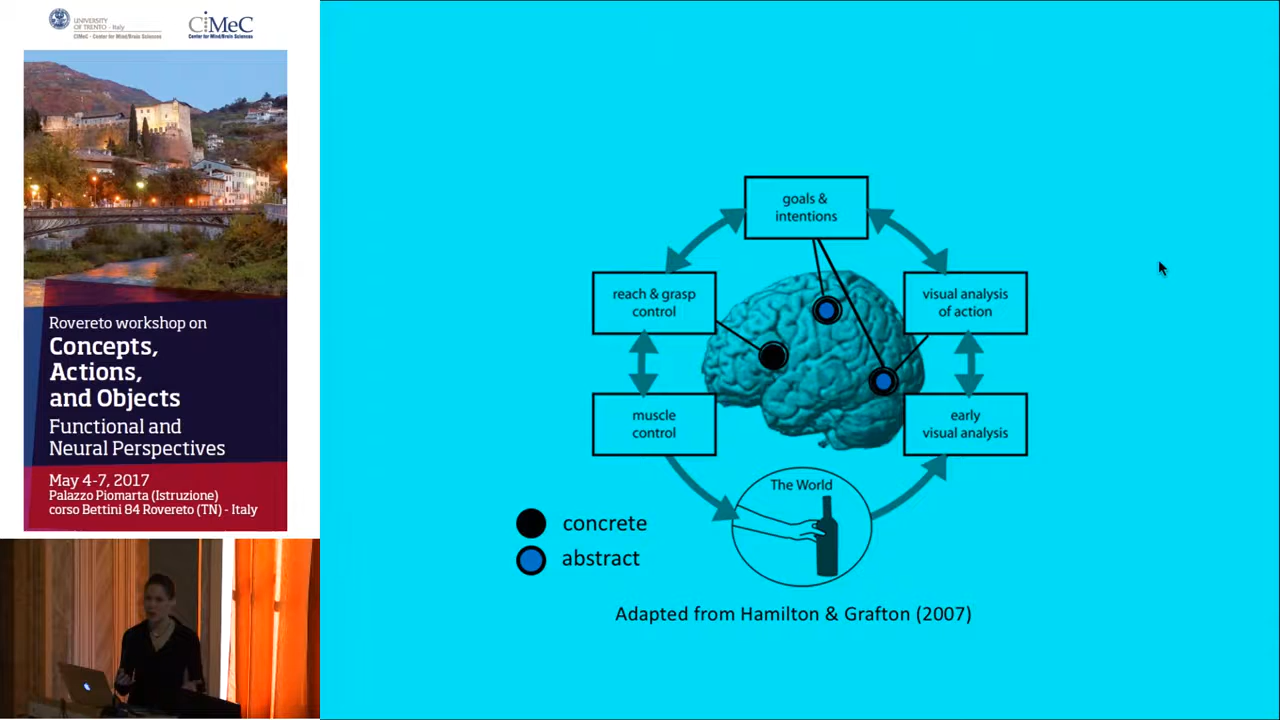 UNIVERSITY
OF TRENTO - Italy
CIMeC - Center for Mind/Brain Sciences
CiMeC
Center for Mind/Brain Sciences
Rovereto workshop on
Concepts,
Actions,
and Objects
Functional and
Neural Perspectives
May 4-7, 2017
Palazzo Piomarta (Istruzione)
corso Bettini 84 Rovereto (TN) - Italy
goals &
intentions
reach & grasp
control
visual analysis
of action
muscle
control
early
visual analysis
The World
concrete
abstract
Adapted from Hamilton & Grafton (2007)